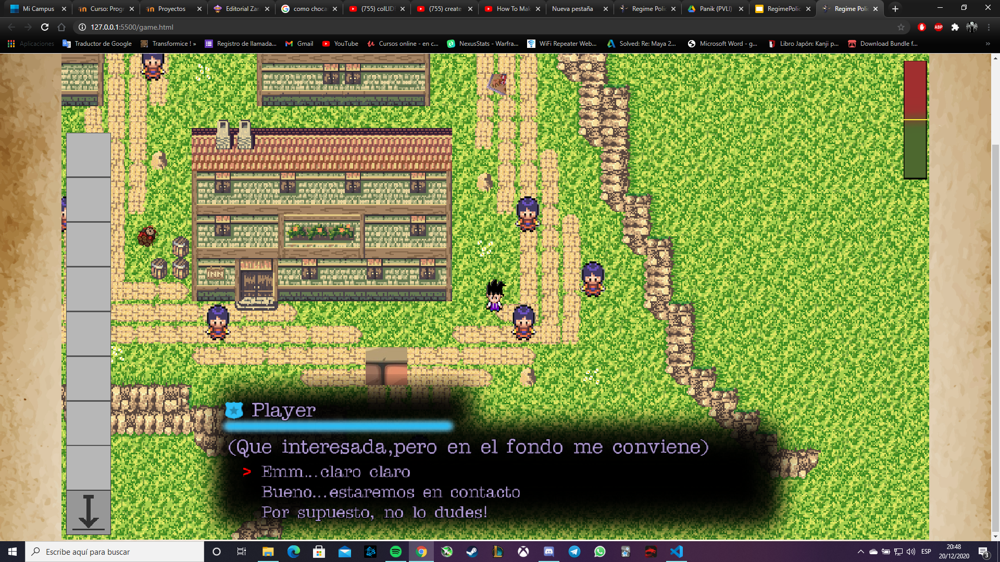 Mi Campus
Curso: Prog
Proyectos
Editorial Zar
como choca
(755) colLID
(755) create
How To Mak
Nueva pestaña
Regime Poli
Panik (PVLI)
RegimePolic
Regime Poli
127.0.0.1:5500/game.html
Aplicaciones
Traductor de Google
Transformice ! »
Registro de llamada...
Gmail
YouTube
Cursos online - en c...
NexusStats - Warfra...
WiFi Repeater Web...
Solved: Re: Maya 2...
Microsoft Word - g...
Libro Japón: Kanji p...
Download Bundle f...
»
INN
Player
(Que interesada,pero en el fondo me conviene)
> Emm...claro claro
Bueno...estaremos en contacto
Por supuesto, no lo dudes!
Escribe aquí para buscar
ESP
20:48
20/12/2020
3